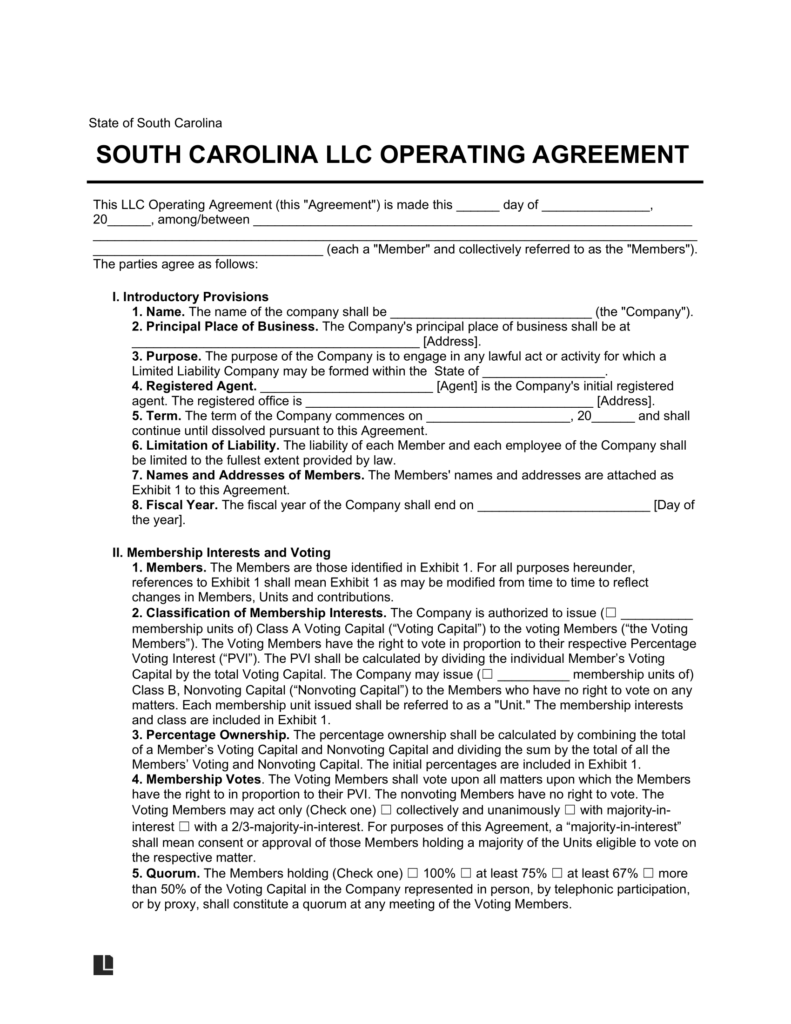 State of South Carolina
SOUTH CAROLINA LLC OPERATING AGREEMENT
This LLC Operating Agreement (this "Agreement") is made this ______ day of _______________,
20______, among/between _____________________________________________________________
____________________________________________________________________________________
________________________________ (each a "Member" and collectively referred to as the "Members").
The parties agree as follows:
I. Introductory Provisions
1. Name. The name of the company shall be ____________________________ (the "Company").
2. Principal Place of Business. The Company's principal place of business shall be at
________________________________________ [Address].
3. Purpose. The purpose of the Company is to engage in any lawful act or activity for which a
Limited Liability Company may be formed within the State of _________________.
4. Registered Agent. ________________________ [Agent] is the Company's initial registered
agent. The registered office is ________________________________________ [Address].
5. Term. The term of the Company commences on ____________________, 20______ and shall
continue until dissolved pursuant to this Agreement.
6. Limitation of Liability. The liability of each Member and each employee of the Company shall
be limited to the fullest extent provided by law.
7. Names and Addresses of Members. The Members' names and addresses are attached as
Exhibit 1 to this Agreement.
8. Fiscal Year. The fiscal year of the Company shall end on ________________________ [Day of
the year].
II. Membership Interests and Voting
1. Members. The Members are those identified in Exhibit 1. For all purposes hereunder,
references to Exhibit 1 shall mean Exhibit 1 as may be modified from time to time to reflect
changes in Members, Units and contributions.
2. Classification of Membership Interests. The Company is authorized to issue (☐ __________
membership units of) Class A Voting Capital (“Voting Capital”) to the voting Members (“the Voting
Members”). The Voting Members have the right to vote in proportion to their respective Percentage
Voting Interest (“PVI”). The PVI shall be calculated by dividing the individual Member’s Voting
Capital by the total Voting Capital. The Company may issue (☐ __________ membership units of)
Class B, Nonvoting Capital (“Nonvoting Capital”) to the Members who have no right to vote on any
matters. Each membership unit issued shall be referred to as a "Unit." The membership interests
and class are included in Exhibit 1.
3. Percentage Ownership. The percentage ownership shall be calculated by combining the total
of a Member’s Voting Capital and Nonvoting Capital and dividing the sum by the total of all the
Members’ Voting and Nonvoting Capital. The initial percentages are included in Exhibit 1.
4. Membership Votes. The Voting Members shall vote upon all matters upon which the Members
have the right to in proportion to their PVI. The nonvoting Members have no right to vote. The
Voting Members may act only (Check one) ☐ collectively and unanimously ☐ with majority-in-
interest ☐ with a 2/3-majority-in-interest. For purposes of this Agreement, a “majority-in-interest”
shall mean consent or approval of those Members holding a majority of the Units eligible to vote on
the respective matter.
5. Quorum. The Members holding (Check one) ☐ 100% ☐ at least 75% ☐ at least 67% ☐ more
than 50% of the Voting Capital in the Company represented in person, by telephonic participation,
or by proxy, shall constitute a quorum at any meeting of the Voting Members.